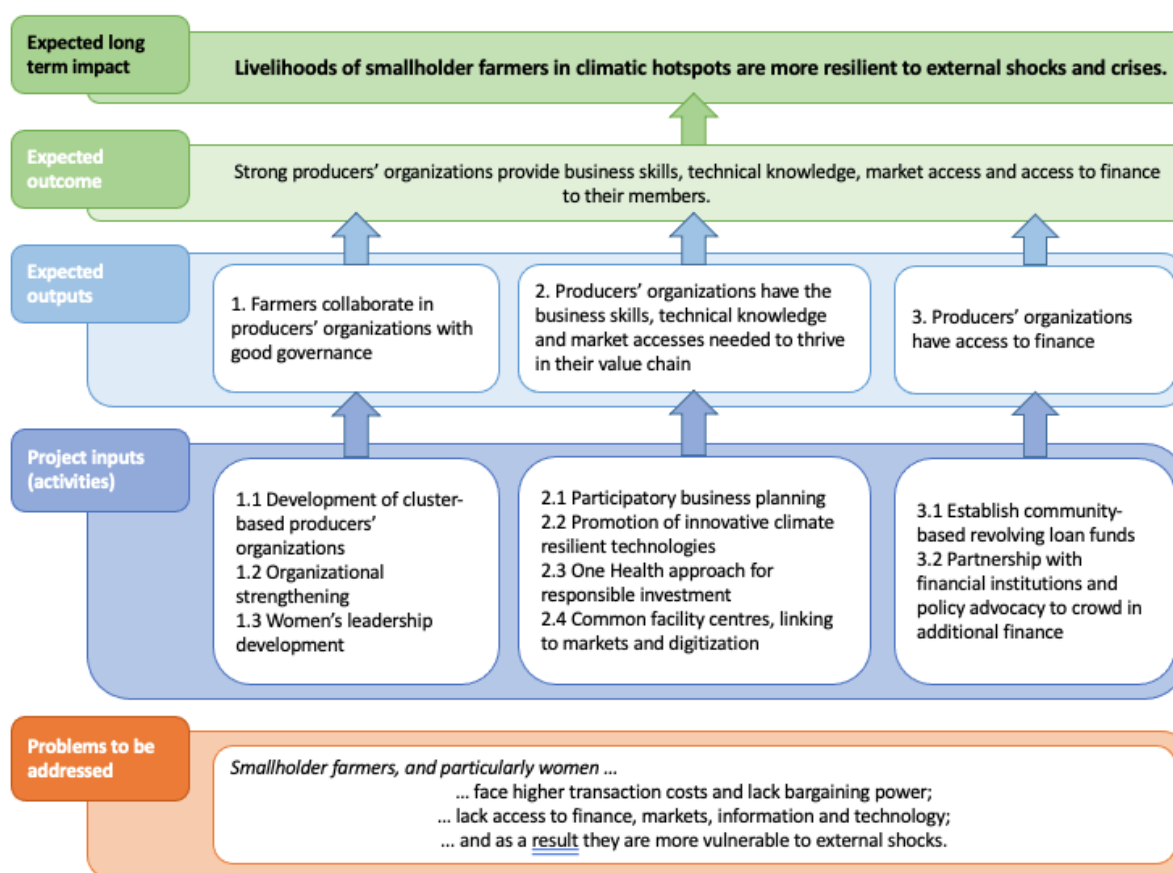 Expected long
term impact
Livelihoods of smallholder farmers in climatic hotspots are more resilient to external shocks and crises.
Expected
outcome
Strong producers' organizations provide business skills, technical knowledge, market access and access to finance
to their members.
Expected
outputs
1. Farmers collaborate in
producers' organizations with
good governance
2. Producers' organizations have the
business skills, technical knowledge
and market accesses needed to thrive
in their value chain
3. Producers' organizations
have access to finance
Project inputs
(activities)
1.1 Development of cluster-
based producers'
organizations
1.2 Organizational
strengthening
1.3 Women's leadership
development
2.1 Participatory business planning
2.2 Promotion of innovative climate
resilient technologies
2.3 One Health approach for
responsible investment
2.4 Common facility centres, linking
to markets and digitization
3.1 Establish community-
based revolving loan funds
3.2 Partnership with
financial institutions and
policy advocacy to crowd in
additional finance
Problems to be
addressed
Smallholder farmers, and particularly women ...
... face higher transaction costs and lack bargaining power;
... lack access to finance, markets, information and technology;
... and as a result they are more vulnerable to external shocks.